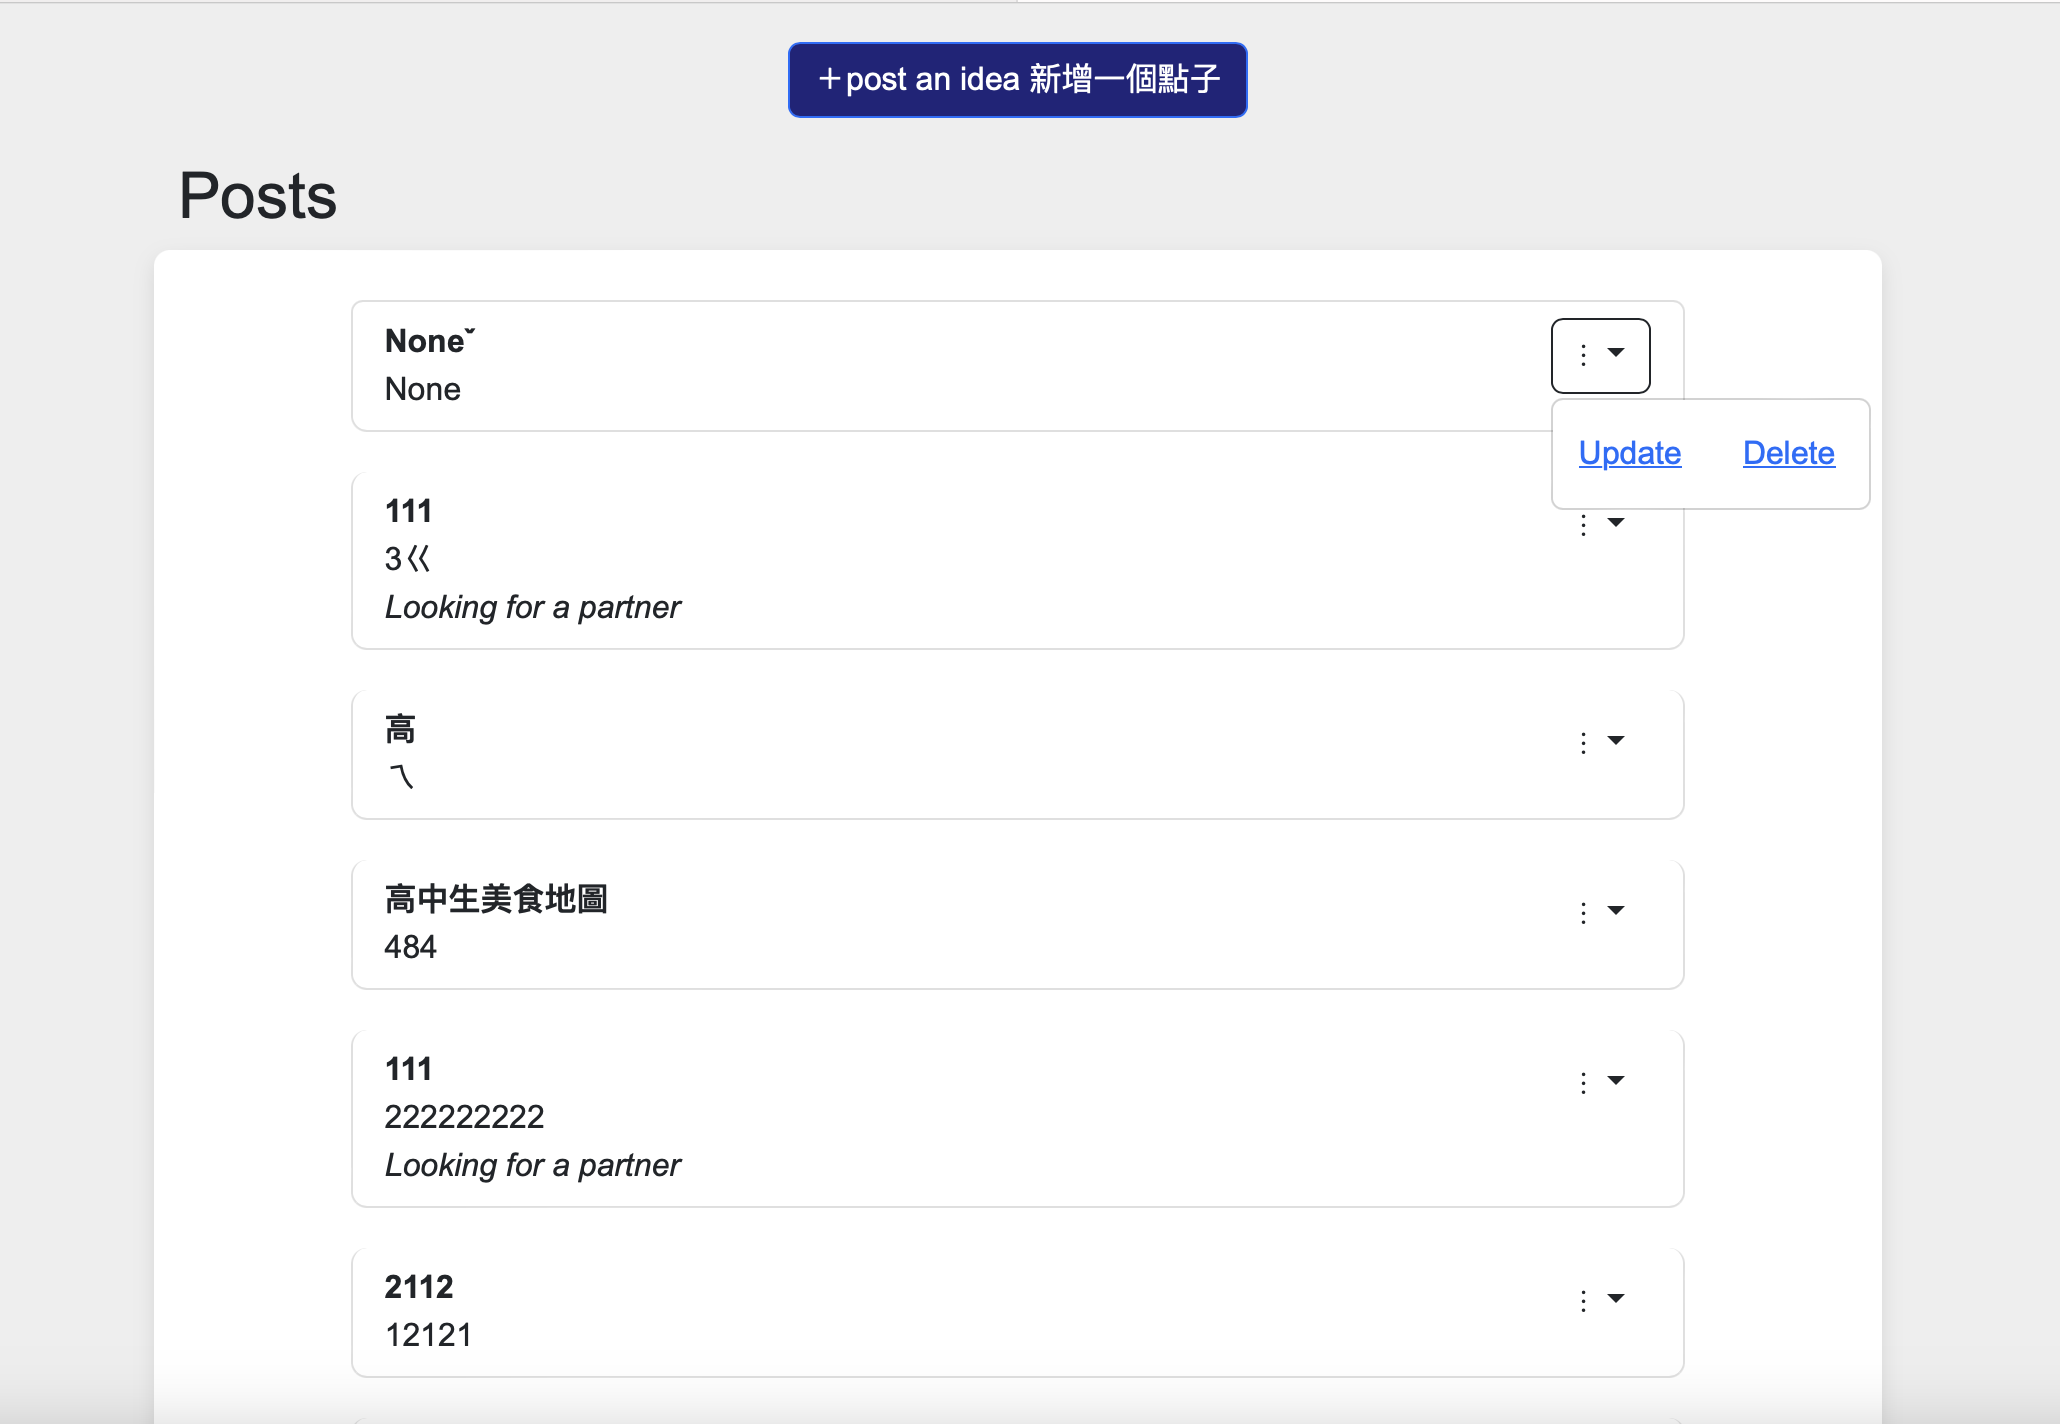 ＋post an idea 新增一個點子
Posts
Noneˇ
None
⋮
Update Delete
111
⋮
3ㄍ
Looking for a partner
高
⋮
ㄟ
高中生美食地圖
⋮
484
111
⋮
222222222
Looking for a partner
2112
⋮
12121